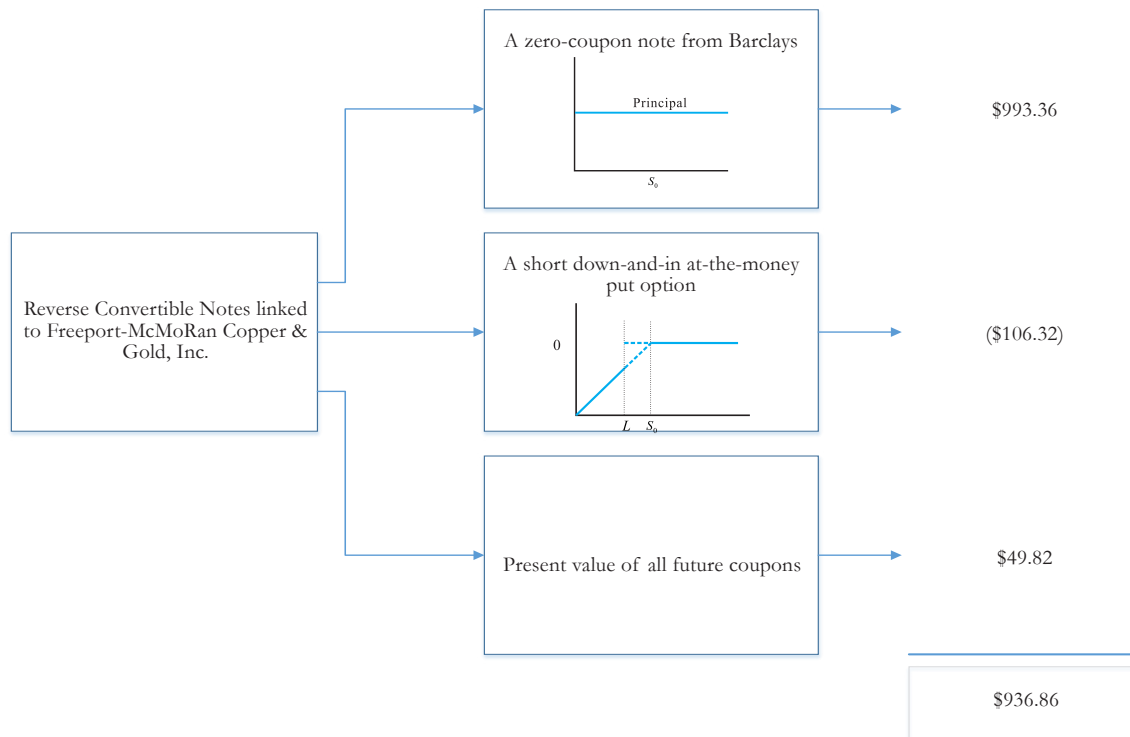 A zero-coupon note from Barclays
Principal
S₀
$993.36
Reverse Convertible Notes linked
to Freeport-McMoRan Copper &
Gold, Inc.
A short down-and-in at-the-money
put option
0
L S₀
($106.32)
Present value of all future coupons
$49.82
$936.86